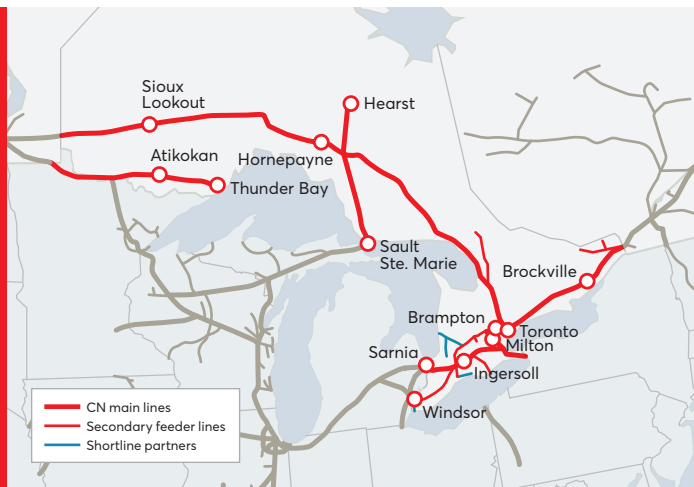 Sioux
Lookout
Hearst
Atikokan
Hornepayne
Thunder Bay
Sault
Ste. Marie
Brockville
Brampton
Toronto
Milton
Sarnia
Ingersoll
Windsor
CN main lines
Secondary feeder lines
Shortline partners